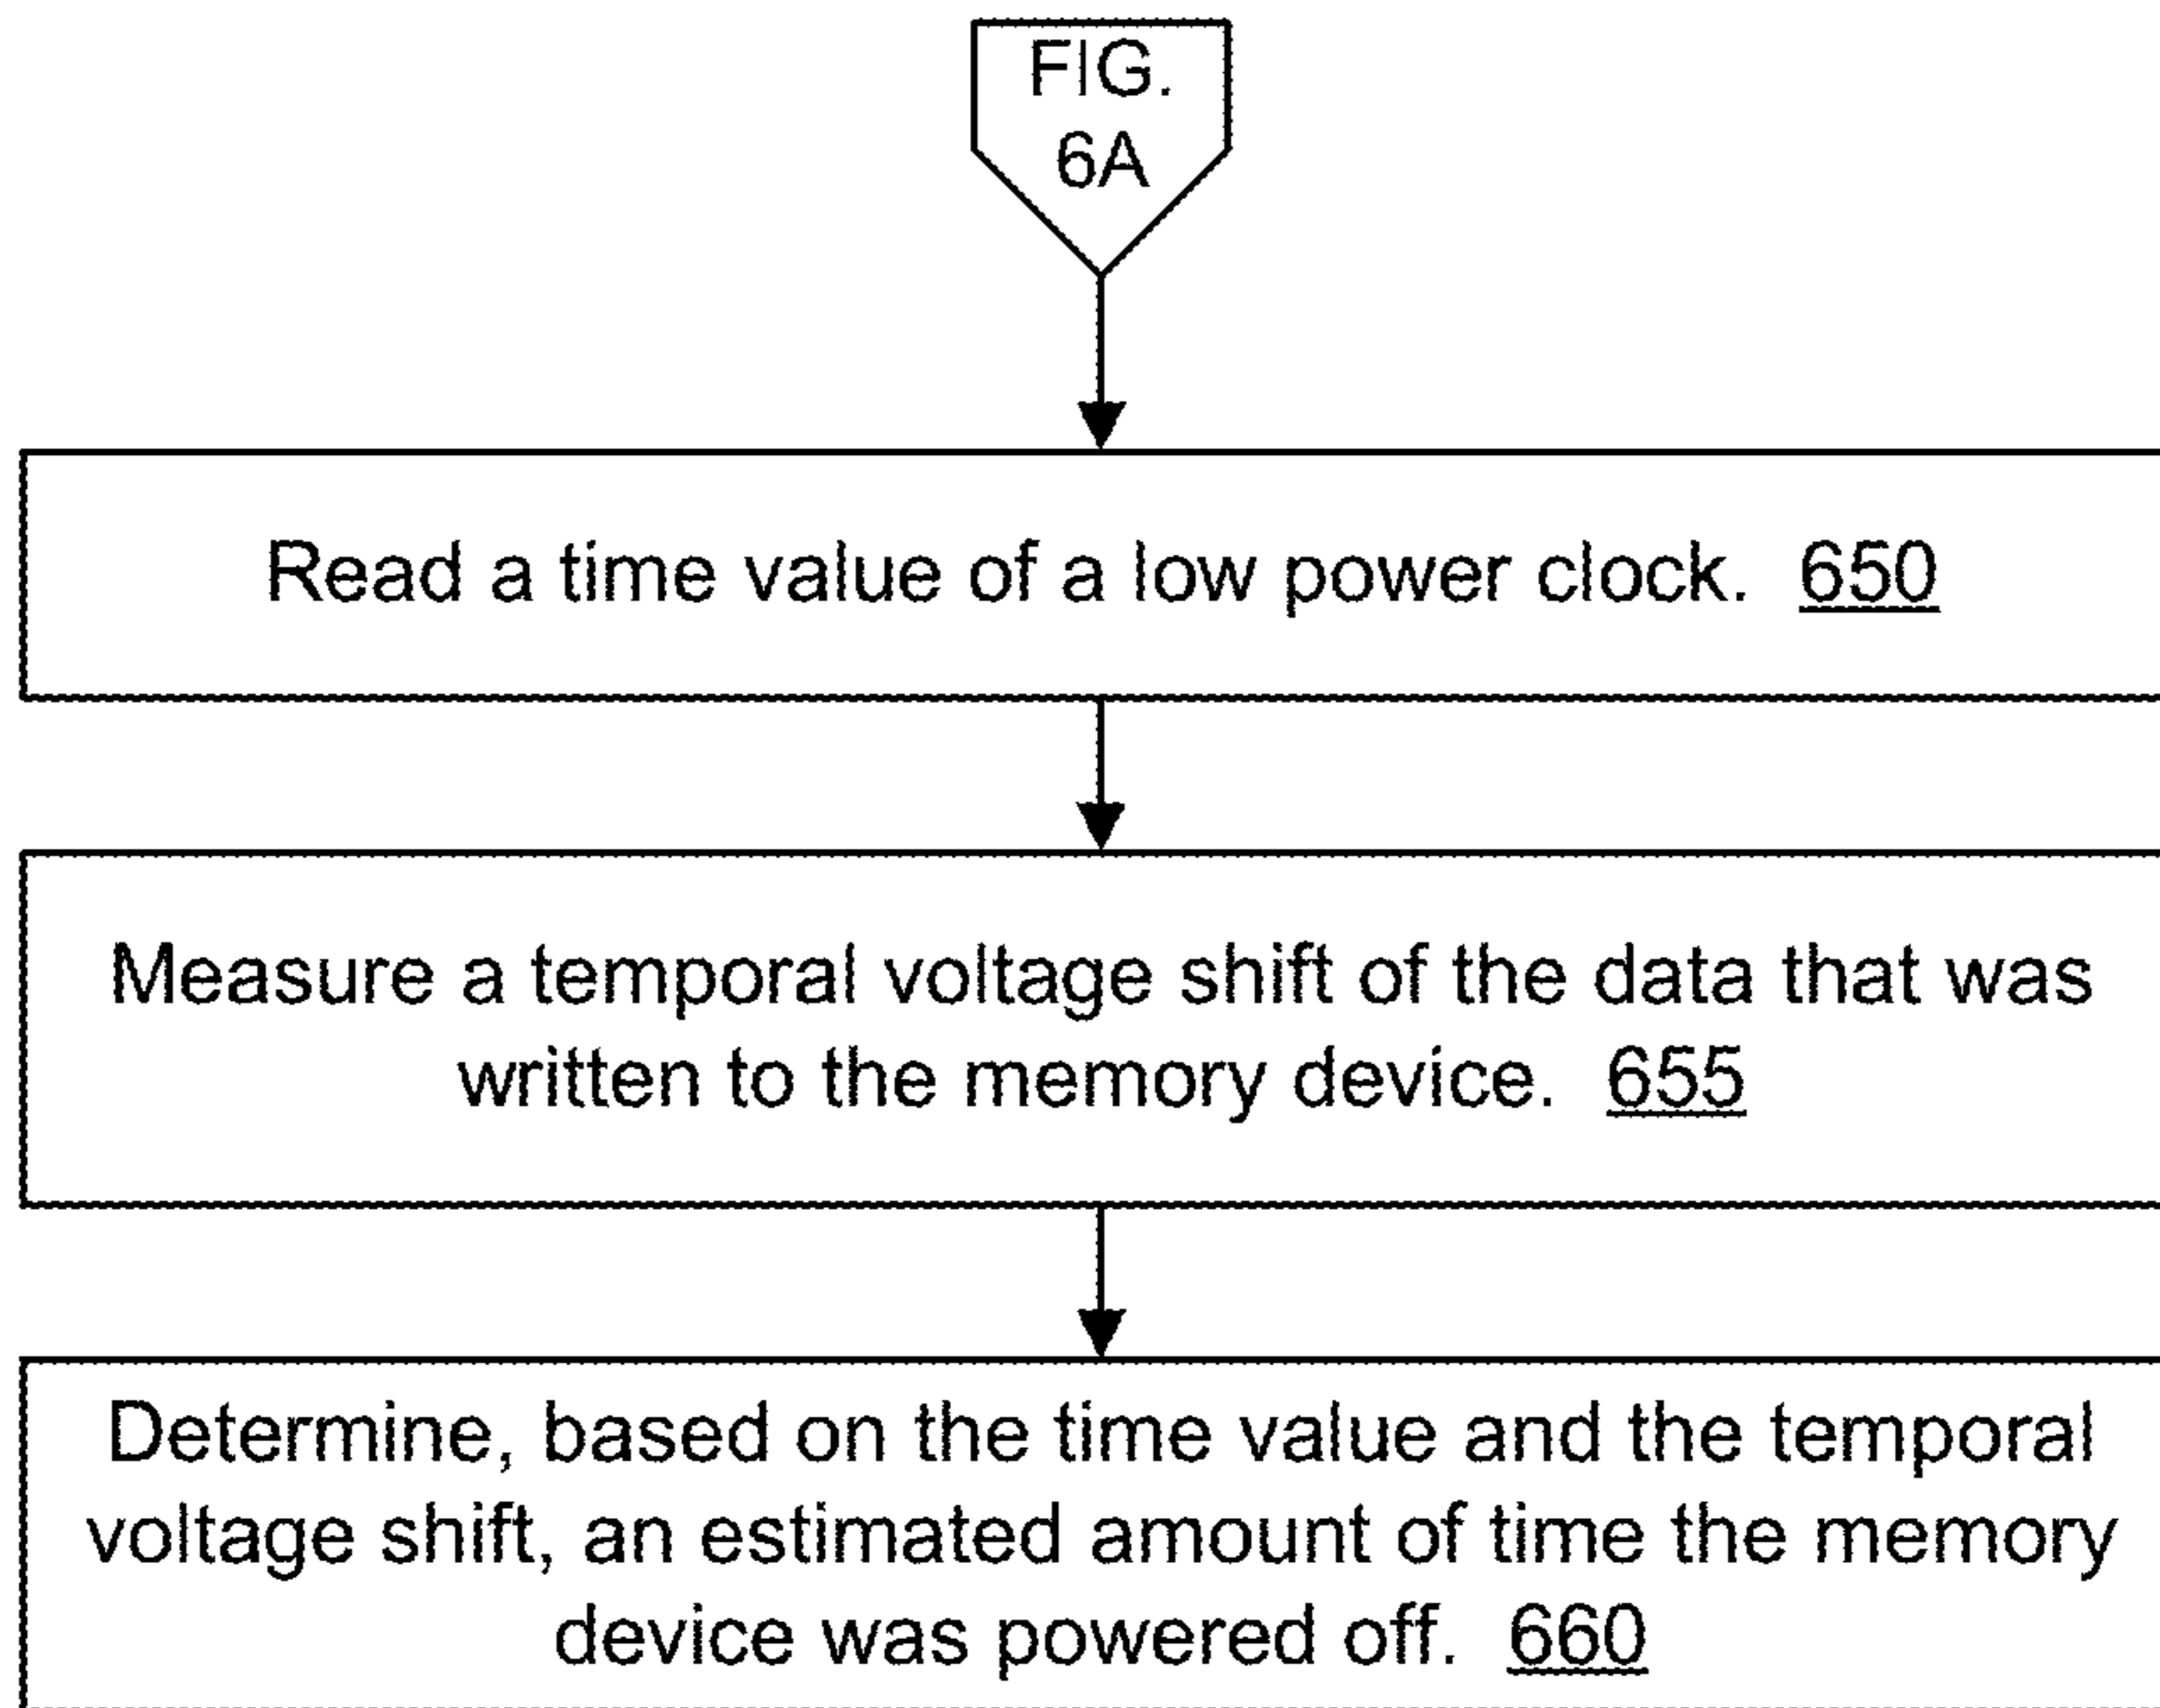 FIG.
6A
Read a time value of a low power clock. 650
Measure a temporal voltage shift of the data that was
written to the memory device. 655
Determine, based on the time value and the temporal
voltage shift, an estimated amount of time the memory
device was powered off. 660